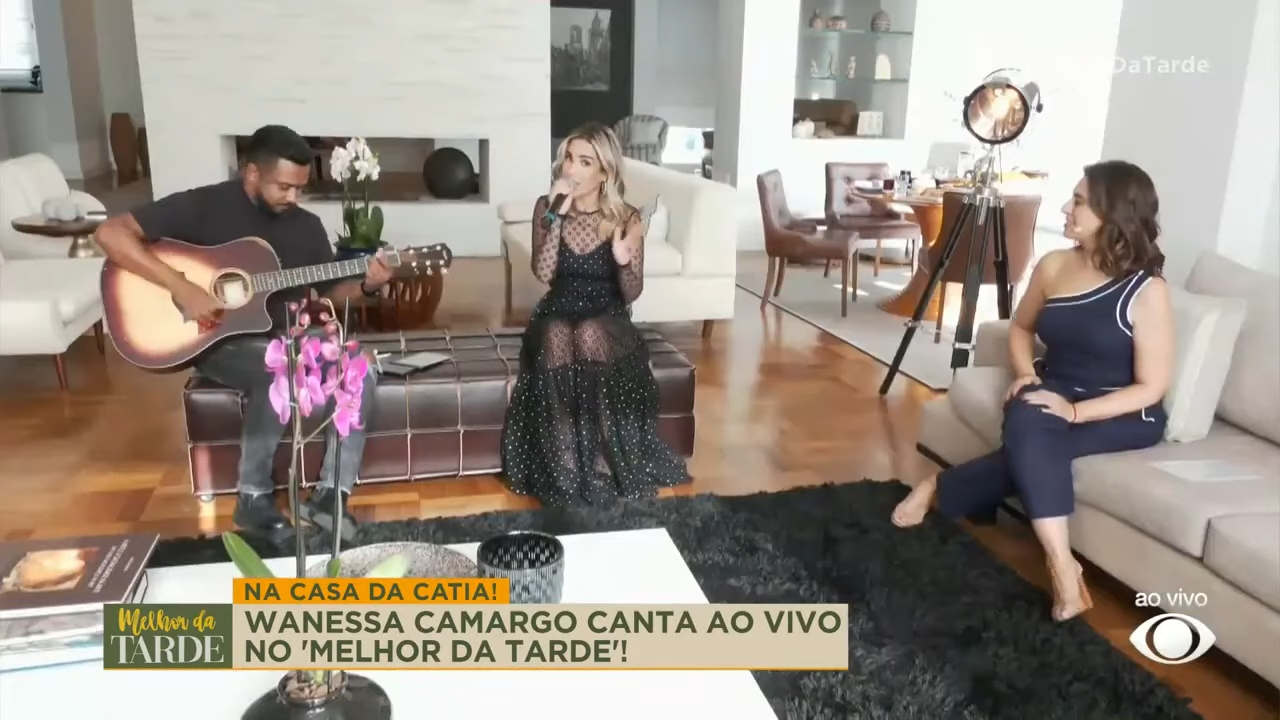 DaTarde
NA CASA DA CATIA!
Melhor da
TARDE
WANESSA CAMARGO CANTA AO VIVO
NO 'MELHOR DA TARDE'!
ao vivo